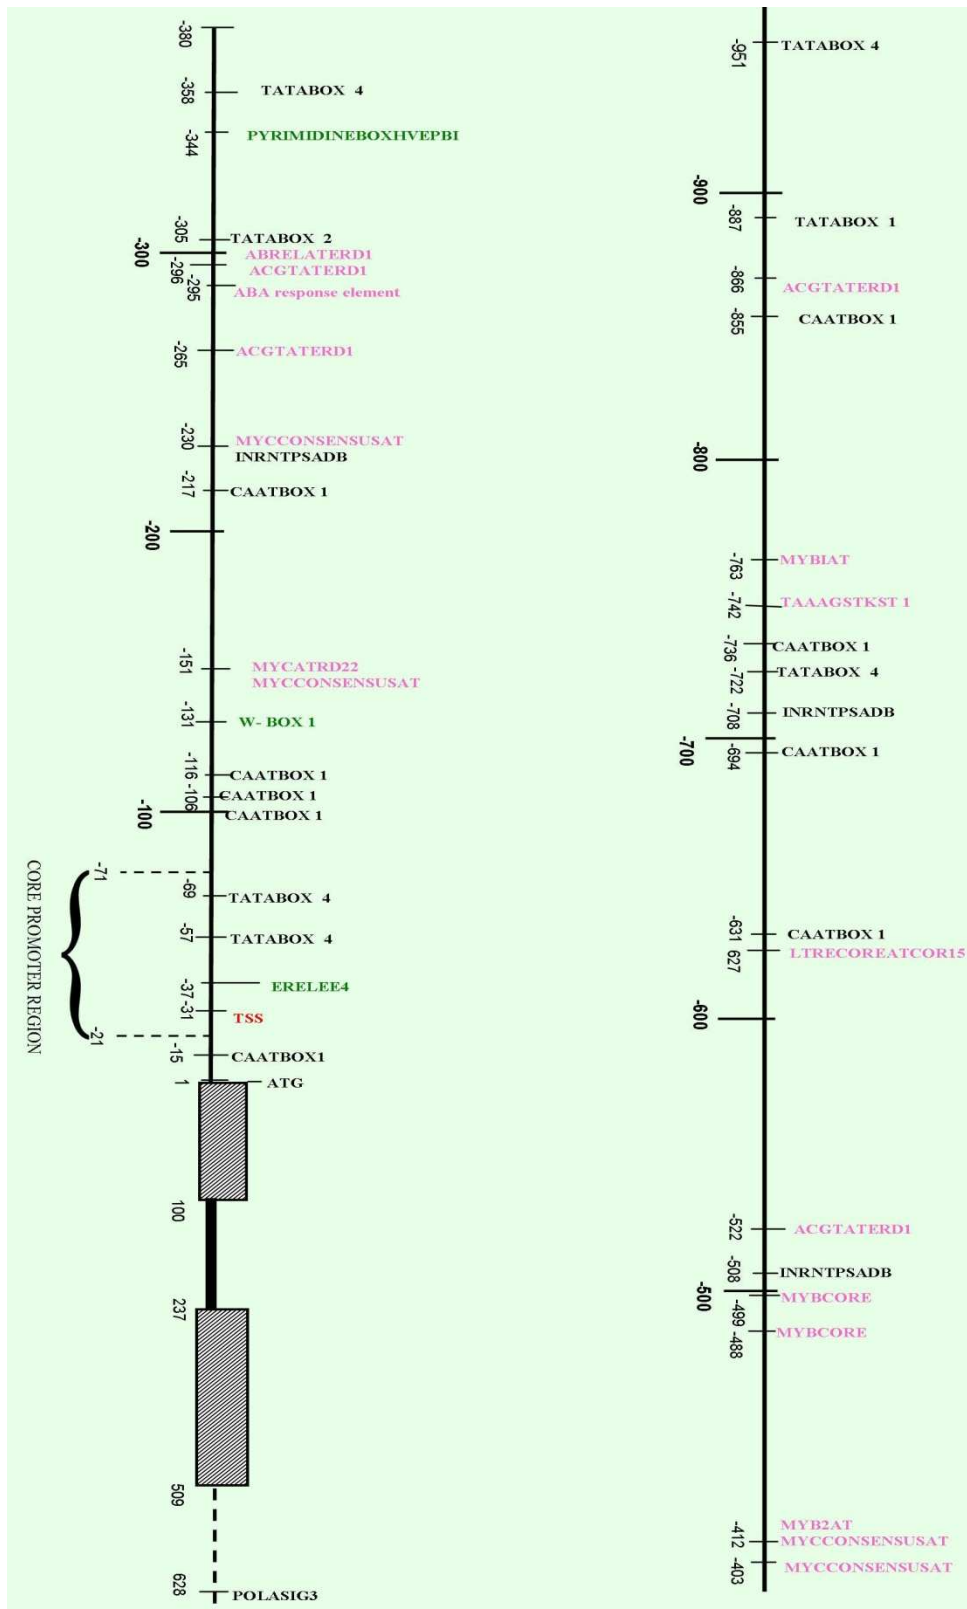 -380
-358 TATABOX 4
-344 PYRIMIDINEBOXHVEPBI
-305 TATABOX 2
-300 ABRELATERD1
-296 ACGTATERD1
-295 ABA response element
-265 ACGTATERD1
-230 MYCCONSENSUSAT
INRNTPSADB
-217 CAATBOX 1
-200
-151 MYCATRD22
MYCCONSENSUSAT
-131 W- BOX 1
-116 CAATBOX 1
-106 CAATBOX 1
-100 CAATBOX 1
-71
-69 TATABOX 4
-57 TATABOX 4
-37 ERELEE4
-31 TSS
-21
CORE PROMOTER REGION
-15 CAATBOX1
1 ATG
100
237
509
628 POLASIG3
-951 TATABOX 4
-900
-887 TATABOX 1
-866 ACGTATERD1
-855 CAATBOX 1
-800
-763 MYBIAT
-742 TAAAGSTKST 1
-736 CAATBOX 1
-722 TATABOX 4
-708 INRNTPSADB
-700
-694 CAATBOX 1
-631 CAATBOX 1
627 LTRECOREATCOR15
-600
-522 ACGTATERD1
-508 INRNTPSADB
-500
-499 MYBCORE
-488 MYBCORE
MYB2AT
-412 MYCCONSENSUSAT
-403 MYCCONSENSUSAT